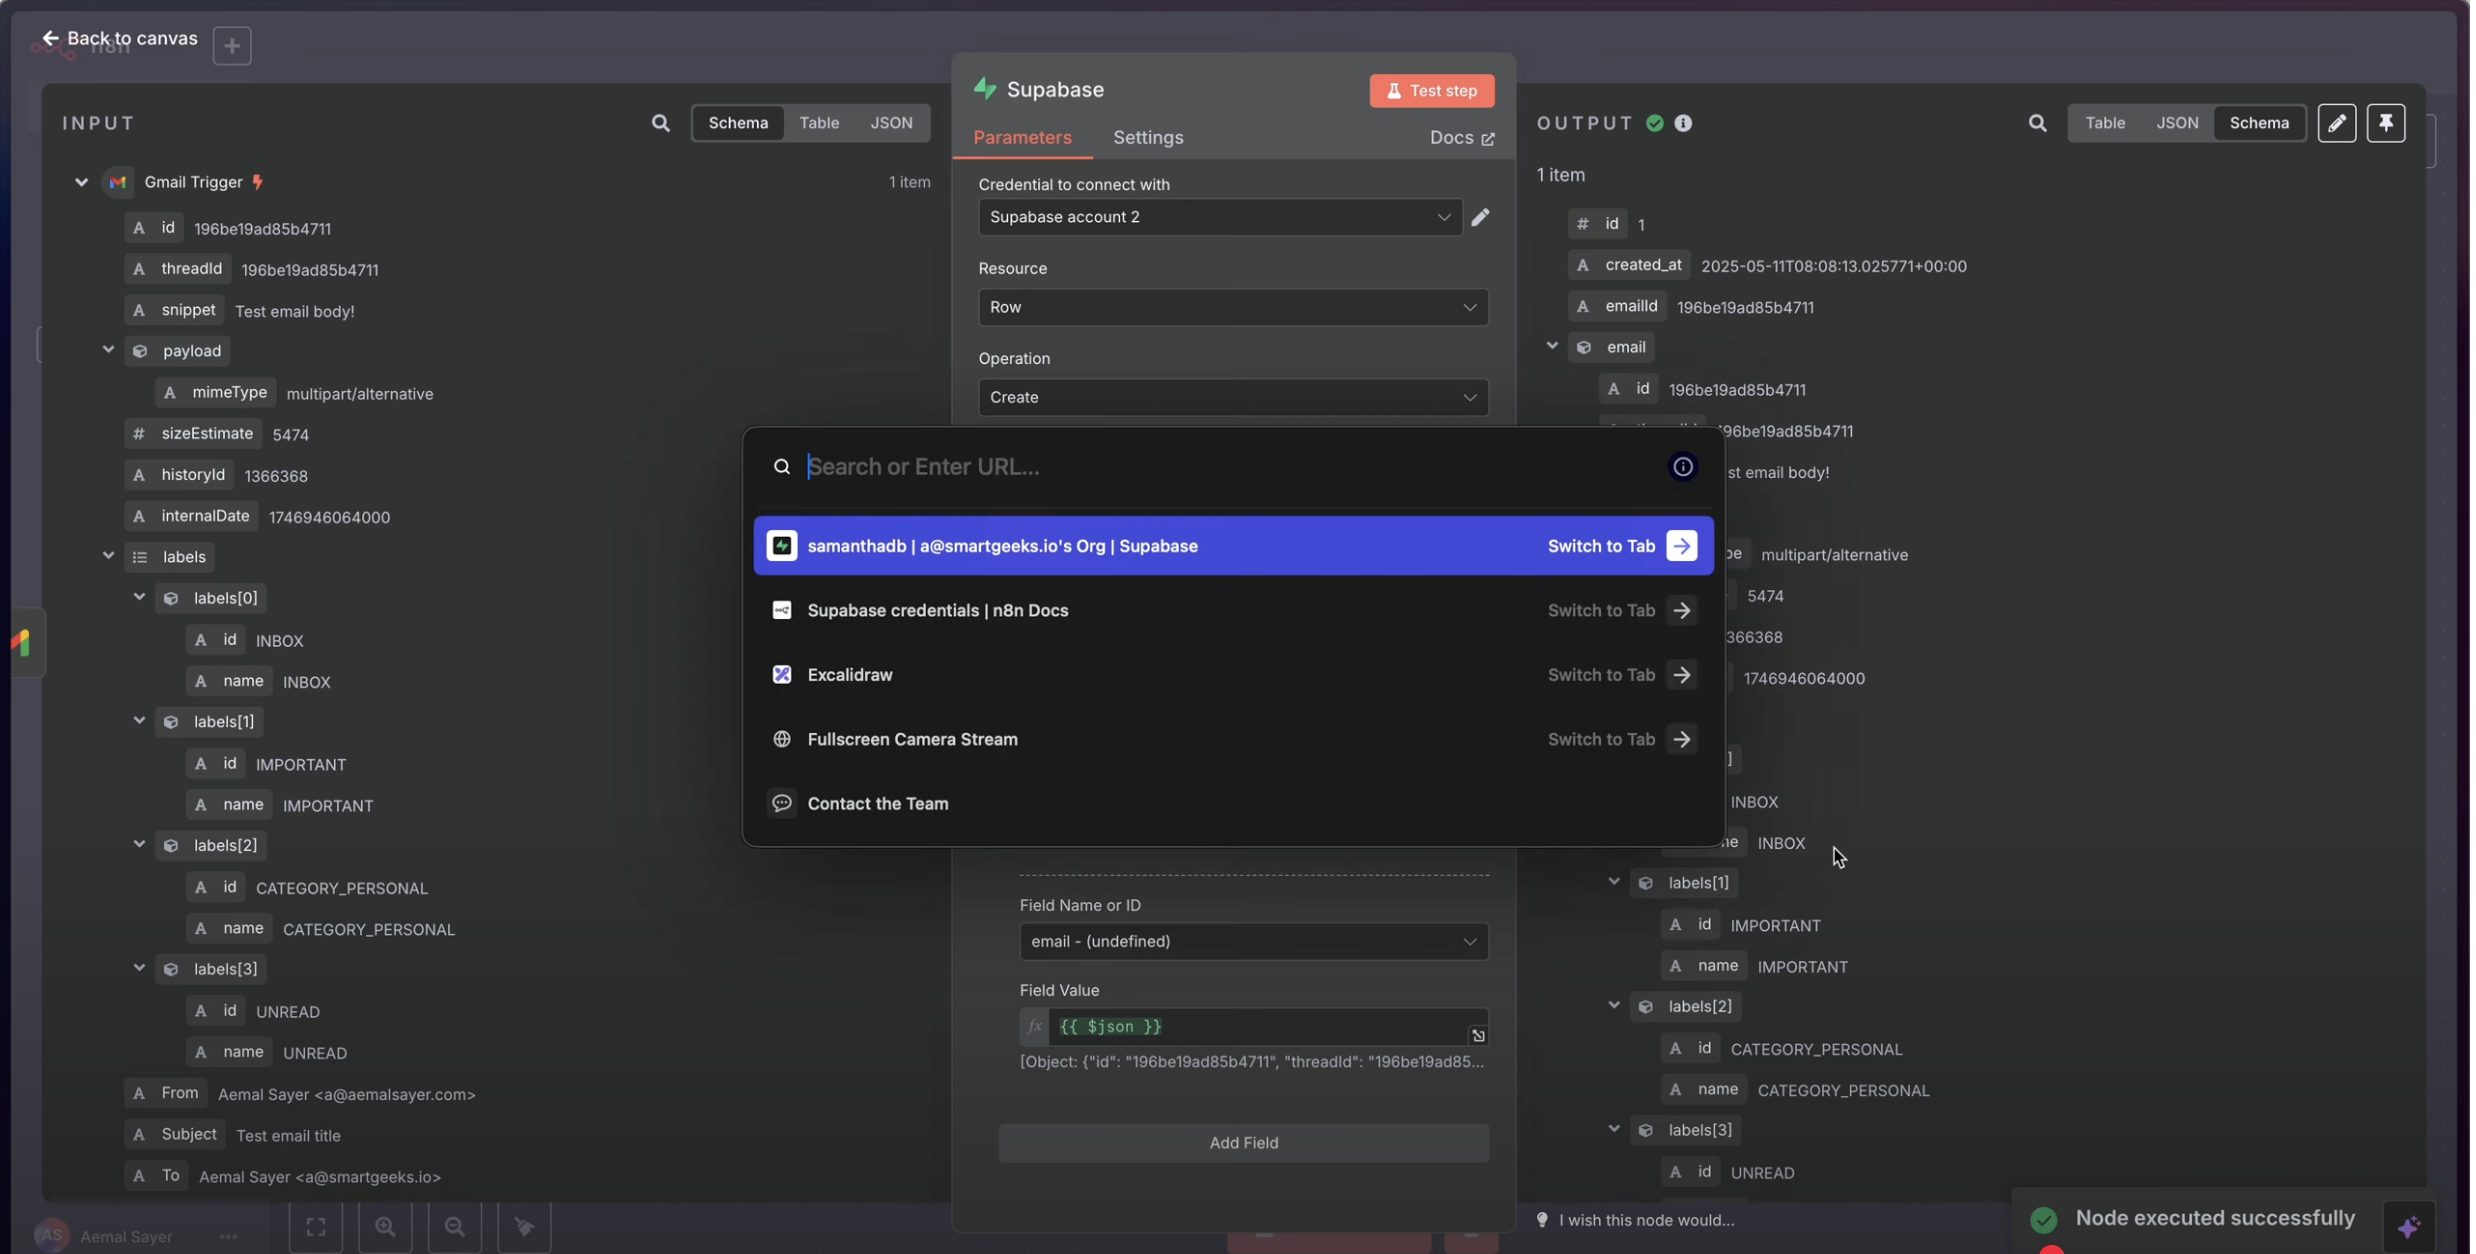 Back to canvas
n8n
INPUT
Schema
Table
JSON
Gmail Trigger
1 item
A id 196be19ad85b4711
A threadId 196be19ad85b4711
A snippet Test email body!
payload
A mimeType multipart/alternative
# sizeEstimate 5474
A historyId 1366368
A internalDate 1746946064000
labels
labels[0]
A id INBOX
A name INBOX
labels[1]
A id IMPORTANT
A name IMPORTANT
labels[2]
A id CATEGORY_PERSONAL
A name CATEGORY_PERSONAL
labels[3]
A id UNREAD
A name UNREAD
A From Aemal Sayer <a@aemalsayer.com>
A Subject Test email title
A To Aemal Sayer <a@smartgeeks.io>
AS Aemal Sayer
Supabase
Test step
Parameters
Settings
Docs
Credential to connect with
Supabase account 2
Resource
Row
Operation
Create
Search or Enter URL...
samanthadb | a@smartgeeks.io's Org | Supabase Switch to Tab
Supabase credentials | n8n Docs Switch to Tab
Excalidraw Switch to Tab
Fullscreen Camera Stream Switch to Tab
Contact the Team
Field Name or ID
email - (undefined)
Field Value
fx {{ $json }}
[Object: {"id": "196be19ad85b4711", "threadId": "196be19ad85...
Add Field
OUTPUT
Table
JSON
Schema
1 item
# id 1
A created_at 2025-05-11T08:08:13.025771+00:00
A emailId 196be19ad85b4711
email
A id 196be19ad85b4711
96be19ad85b4711
st email body!
pe multipart/alternative
5474
366368
1746946064000
]
INBOX
ne INBOX
labels[1]
A id IMPORTANT
A name IMPORTANT
labels[2]
A id CATEGORY_PERSONAL
A name CATEGORY_PERSONAL
labels[3]
A id UNREAD
I wish this node would...
Node executed successfully